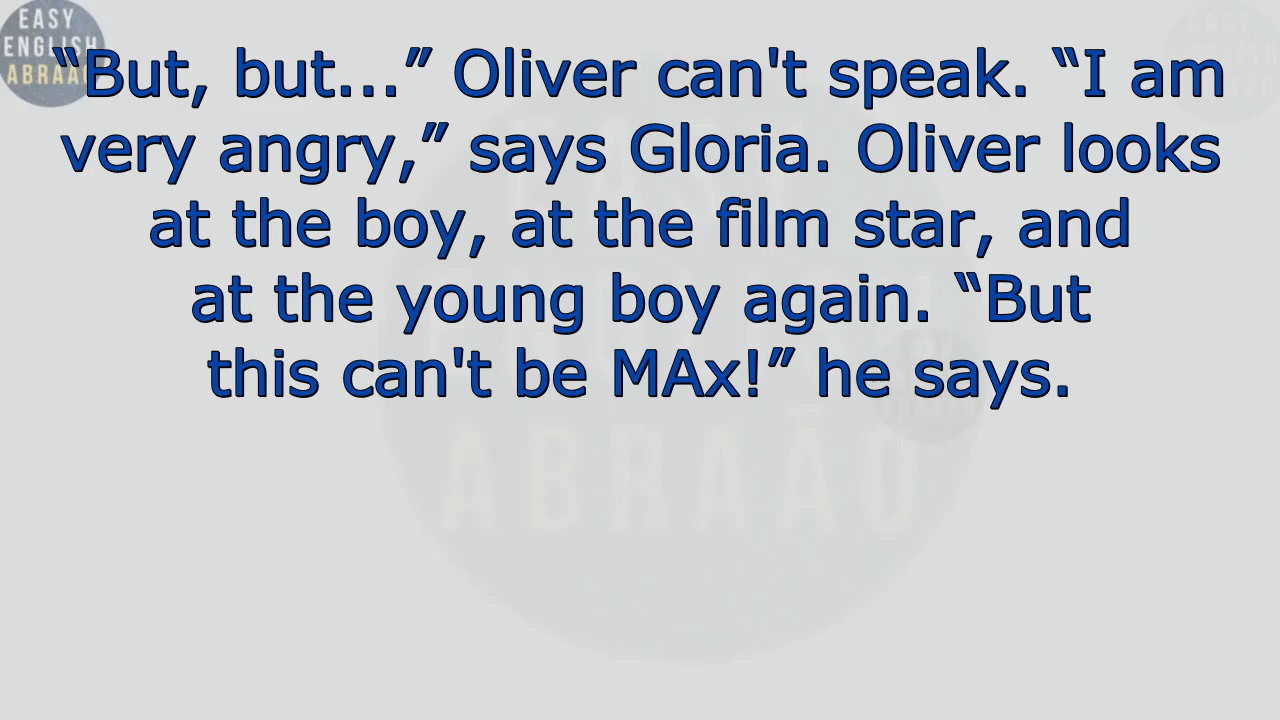 EASY
ENGLISH
ABRAÃO
“But, but...” Oliver can't speak. “I am
very angry,” says Gloria. Oliver looks
at the boy, at the film star, and
at the young boy again. “But
this can't be MAx!” he says.
ABRAÃO